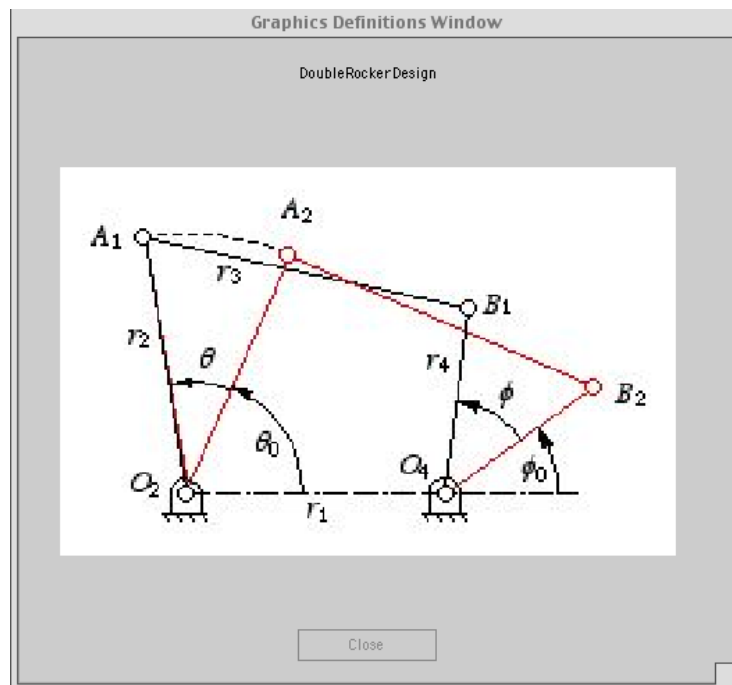 Graphics Definitions Window
DoubleRockerDesign
A₂
A₁
r₃
B₁
r₂
r₄
θ
ϕ
B₂
θ₀
O₄
ϕ₀
O₂
r₁
Close